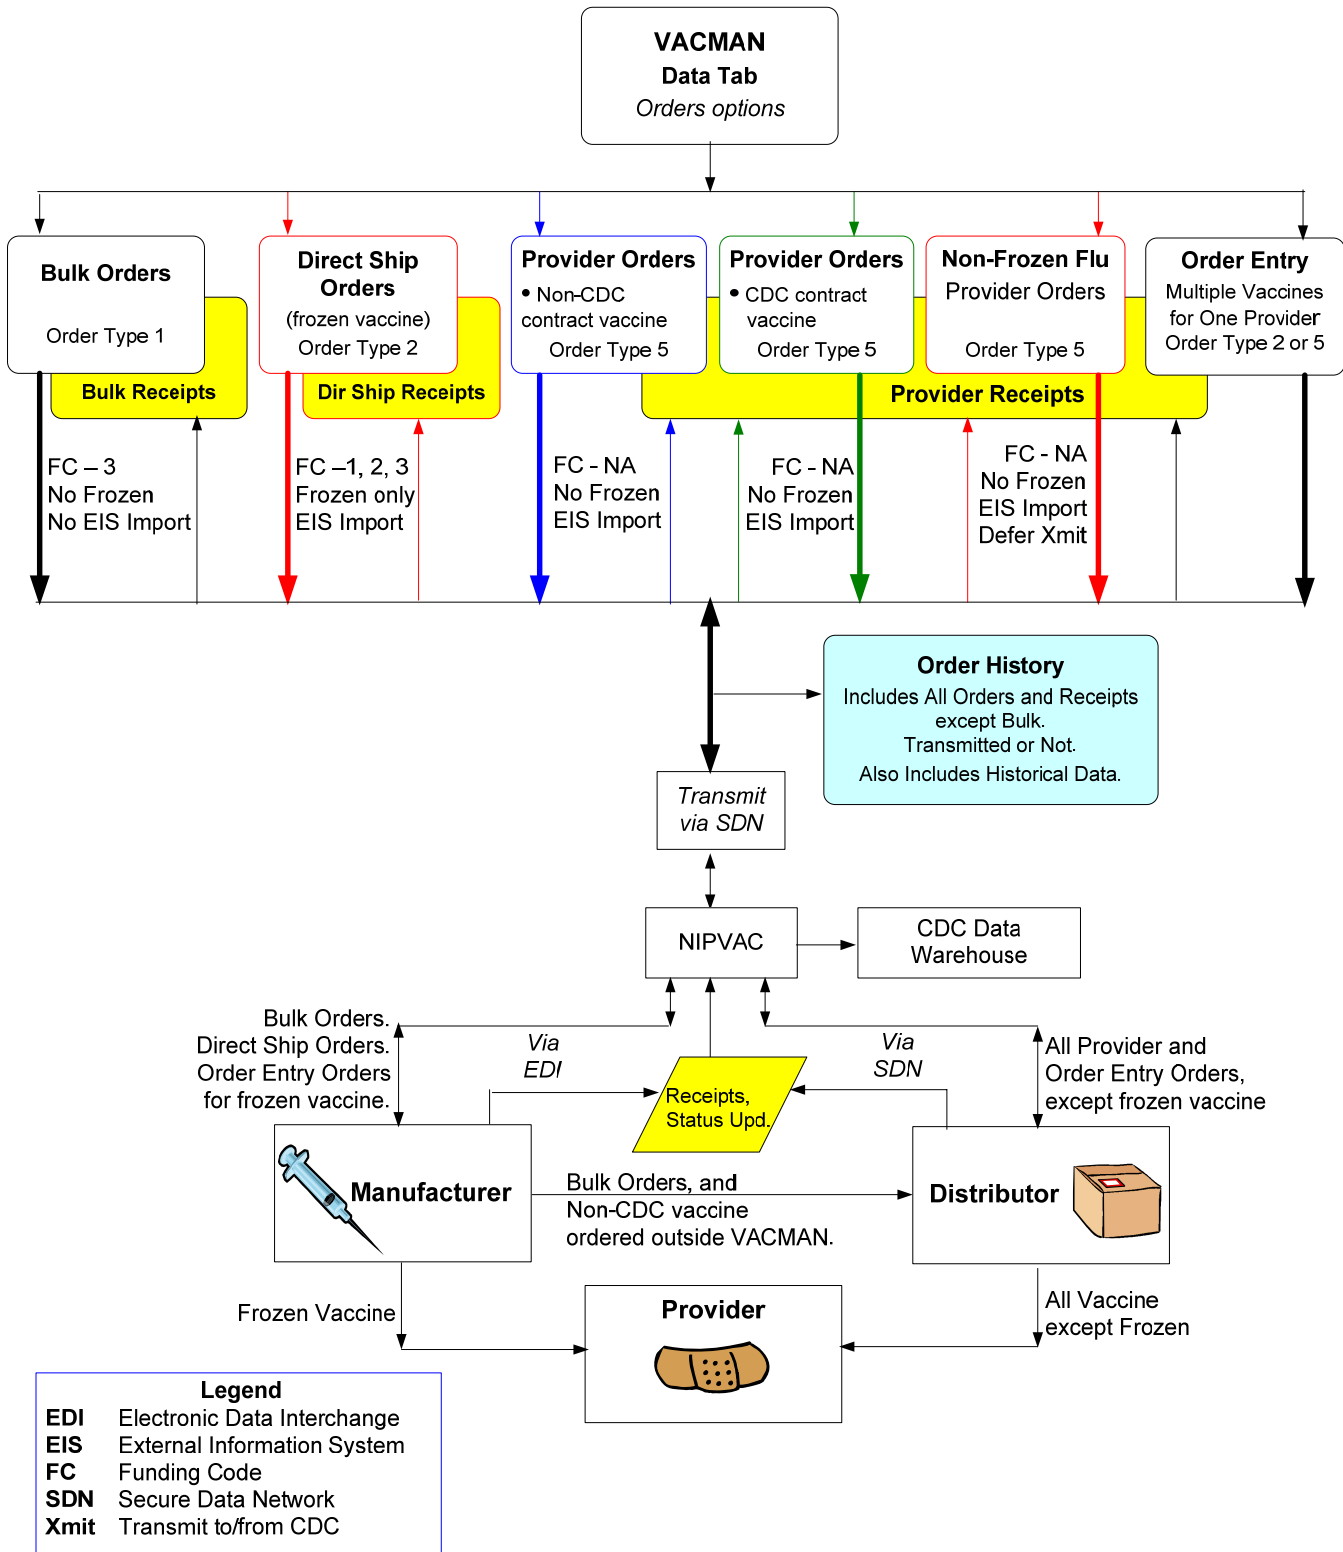 VACMAN
Data Tab
Orders options
Bulk Orders
Order Type 1
Bulk Receipts
Direct Ship
Orders
(frozen vaccine)
Order Type 2
Dir Ship Receipts
Provider Orders
• Non-CDC
contract vaccine
Order Type 5
Provider Orders
• CDC contract
vaccine
Order Type 5
Non-Frozen Flu
Provider Orders
Order Type 5
Order Entry
Multiple Vaccines
for One Provider
Order Type 2 or 5
Provider Receipts
FC – 3
No Frozen
No EIS Import
FC –1, 2, 3
Frozen only
EIS Import
FC - NA
No Frozen
EIS Import
FC - NA
No Frozen
EIS Import
FC - NA
No Frozen
EIS Import
Defer Xmit
Order History
Includes All Orders and Receipts
except Bulk.
Transmitted or Not.
Also Includes Historical Data.
Transmit
via SDN
NIPVAC
CDC Data
Warehouse
Bulk Orders.
Direct Ship Orders.
Order Entry Orders
for frozen vaccine.
Via
EDI
Receipts,
Status Upd.
Via
SDN
All Provider and
Order Entry Orders,
except frozen vaccine
Manufacturer
Bulk Orders, and
Non-CDC vaccine
ordered outside VACMAN.
Distributor
Frozen Vaccine
Provider
All Vaccine
except Frozen
Legend
EDI Electronic Data Interchange
EIS External Information System
FC Funding Code
SDN Secure Data Network
Xmit Transmit to/from CDC